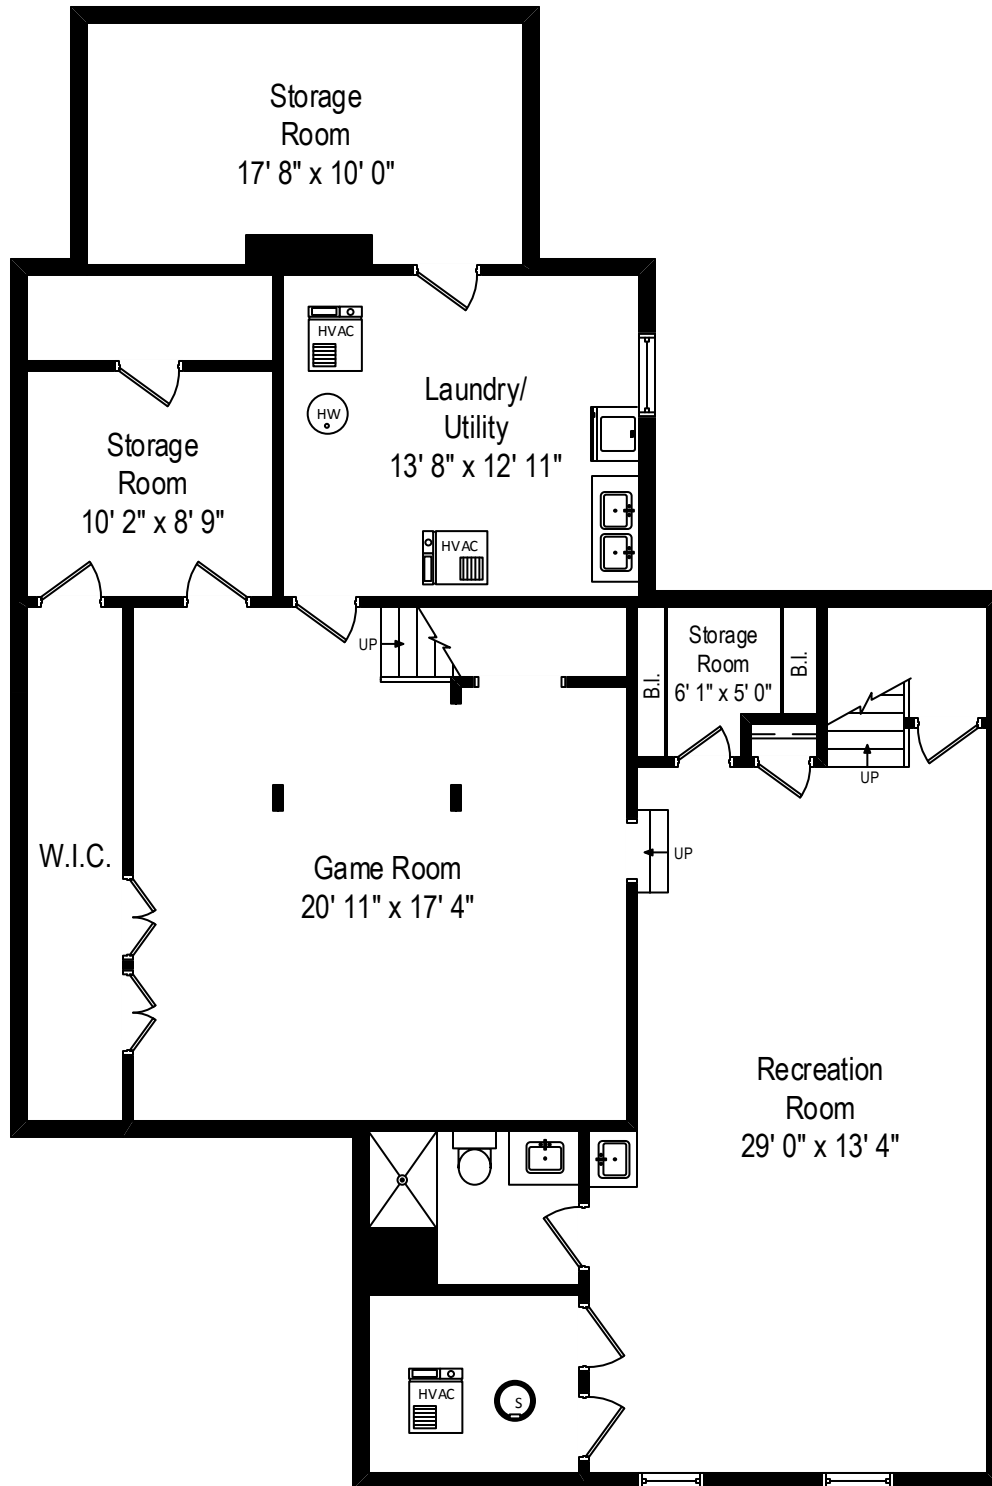 Storage
Room
17' 8" x 10' 0"
HVAC
HW
Laundry/
Utility
13' 8" x 12' 11"
HVAC
Storage
Room
10' 2" x 8' 9"
UP
B.I.
Storage
Room
6' 1" x 5' 0"
B.I.
UP
UP
W.I.C.
Game Room
20' 11" x 17' 4"
Recreation
Room
29' 0" x 13' 4"
HVAC
S